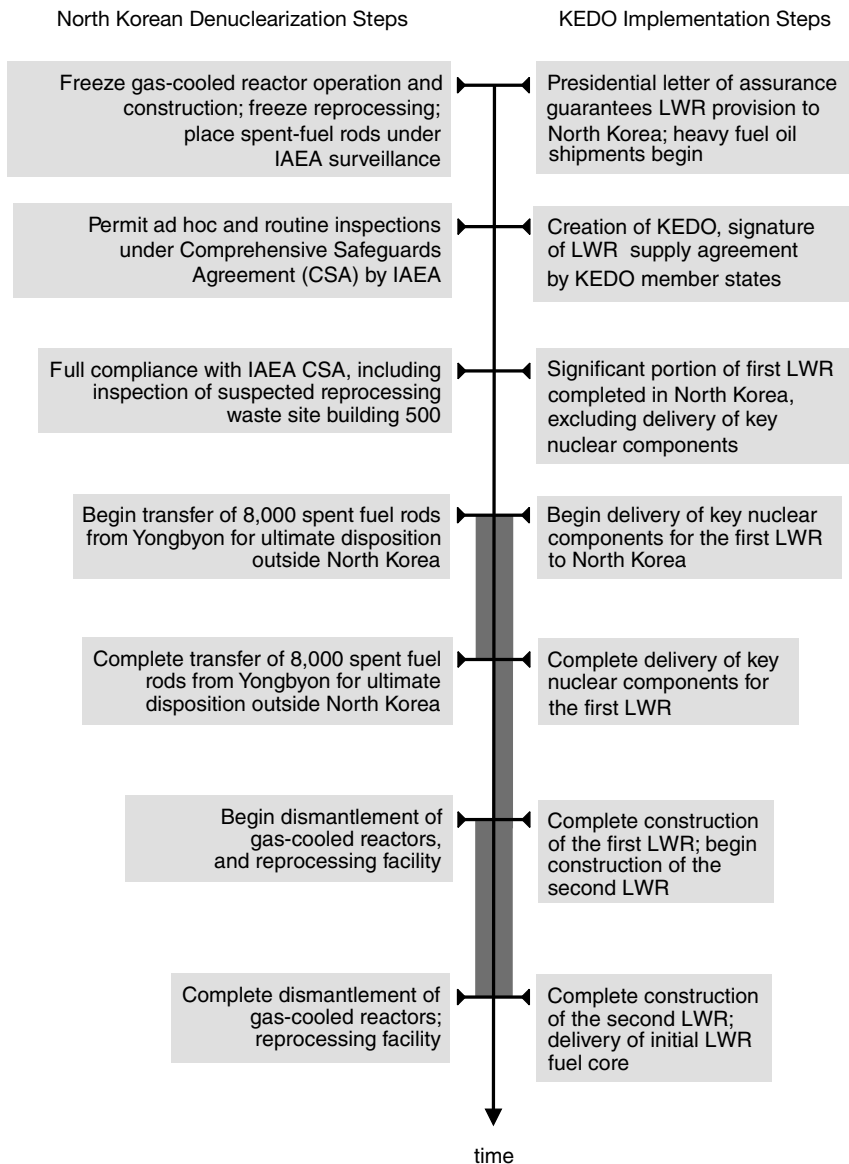 North Korean Denuclearization Steps
KEDO Implementation Steps
Freeze gas-cooled reactor operation and
construction; freeze reprocessing;
place spent-fuel rods under
IAEA surveillance
Presidential letter of assurance
guarantees LWR provision to
North Korea; heavy fuel oil
shipments begin
Permit ad hoc and routine inspections
under Comprehensive Safeguards
Agreement (CSA) by IAEA
Creation of KEDO, signature
of LWR supply agreement
by KEDO member states
Full compliance with IAEA CSA, including
inspection of suspected reprocessing
waste site building 500
Significant portion of first LWR
completed in North Korea,
excluding delivery of key
nuclear components
Begin transfer of 8,000 spent fuel rods
from Yongbyon for ultimate disposition
outside North Korea
Begin delivery of key nuclear
components for the first LWR
to North Korea
Complete transfer of 8,000 spent fuel
rods from Yongbyon for ultimate
disposition outside North Korea
Complete delivery of key
nuclear components for
the first LWR
Begin dismantlement of
gas-cooled reactors,
and reprocessing facility
Complete construction
of the first LWR; begin
construction of the
second LWR
Complete dismantlement of
gas-cooled reactors;
reprocessing facility
Complete construction
of the second LWR;
delivery of initial LWR
fuel core
time